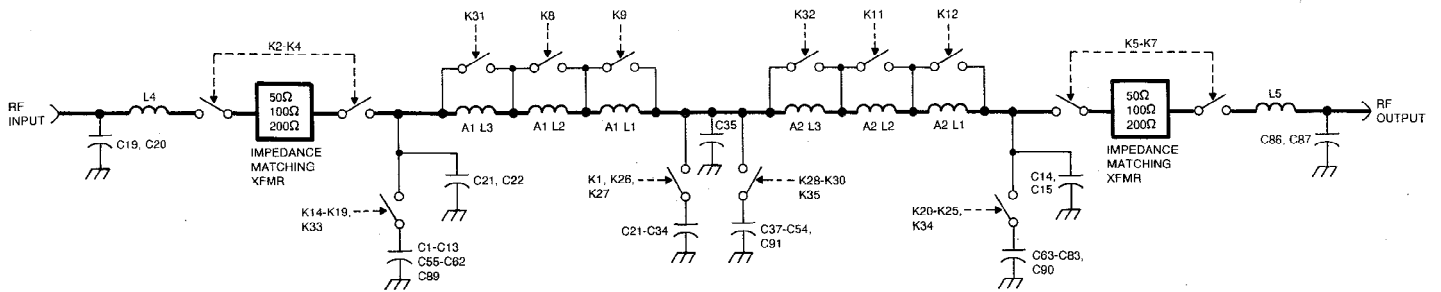 K31
K8
K9
K32
K11
K12
K2-K4
K5-K7
RF
INPUT
L4
50Ω
100Ω
200Ω
A1 L3
A1 L2
A1 L1
C35
A2 L3
A2 L2
A2 L1
50Ω
100Ω
200Ω
L5
RF
OUTPUT
C19, C20
IMPEDANCE
MATCHING
XFMR
C21, C22
K14-K19,
K33
C1-C13
C55-C62
C89
K1, K26,
K27
C21-C34
K28-K30
K35
C37-C54,
C91
C14,
C15
K20-K25,
K34
C63-C83,
C90
IMPEDANCE
MATCHING
XFMR
C86, C87